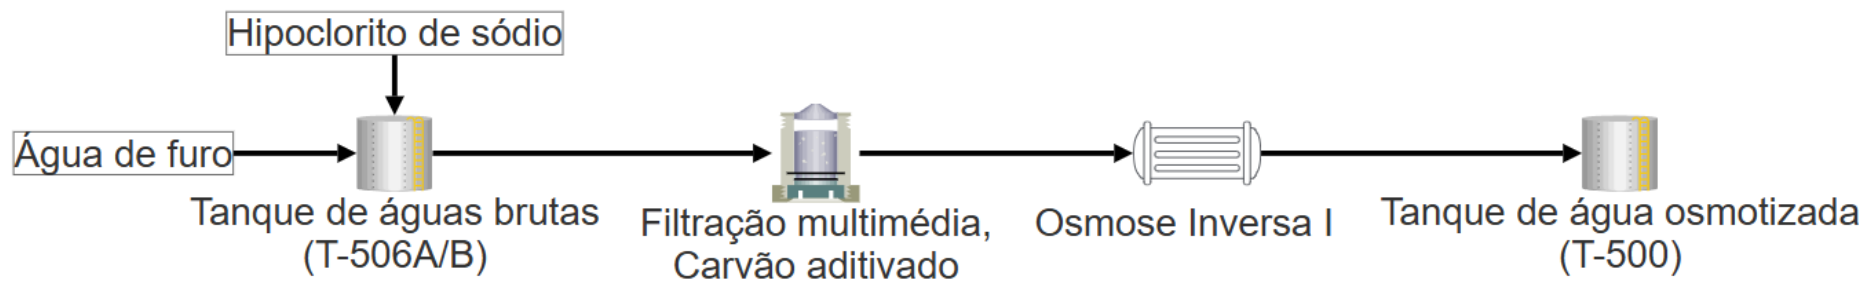 Hipoclorito de sódio
Água de furo
Tanque de águas brutas
(T-506A/B)
Filtração multimédia,
Carvão aditivado
Osmose Inversa I
Tanque de água osmotizada
(T-500)